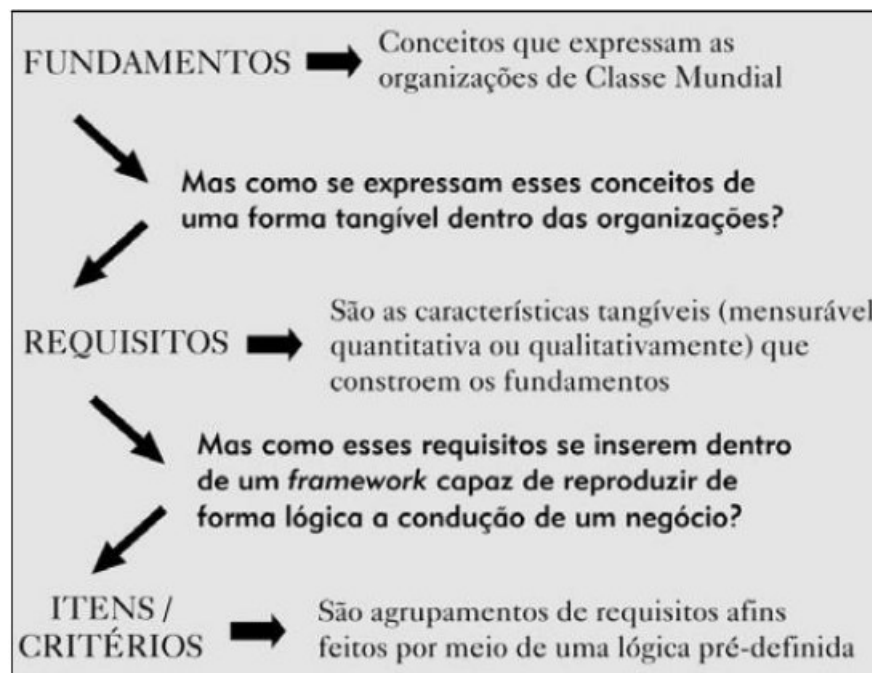 FUNDAMENTOS
Conceitos que expressam as
organizações de Classe Mundial
Mas como se expressam esses conceitos de
uma forma tangível dentro das organizações?
REQUISITOS
São as características tangíveis (mensurável
quantitativa ou qualitativamente) que
constroem os fundamentos
Mas como esses requisitos se inserem dentro
de um framework capaz de reproduzir de
forma lógica a condução de um negócio?
ITENS /
CRITÉRIOS
São agrupamentos de requisitos afins
feitos por meio de uma lógica pré-definida